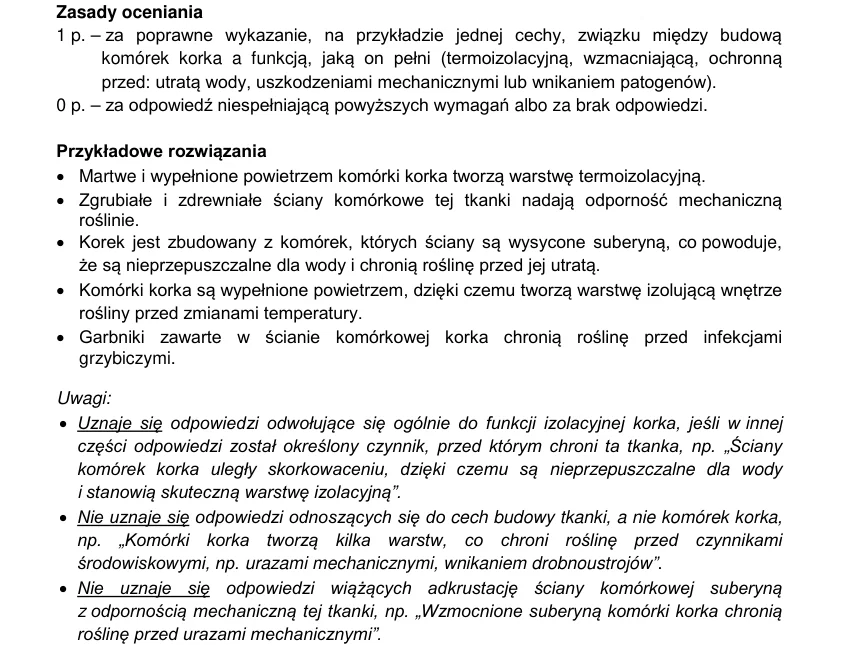 Zasady oceniania
1 p. – za poprawne wykazanie, na przykładzie jednej cechy, związku między budową
komórek korka a funkcją, jaką on pełni (termoizolacyjną, wzmacniającą, ochronną
przed: utratą wody, uszkodzeniami mechanicznymi lub wnikaniem patogenów).
0 p. – za odpowiedź niespełniającą powyższych wymagań albo za brak odpowiedzi.
Przykładowe rozwiązania
• Martwe i wypełnione powietrzem komórki korka tworzą warstwę termoizolacyjną.
• Zgrubiałe i zdrewniałe ściany komórkowe tej tkanki nadają odporność mechaniczną
roślinie.
• Korek jest zbudowany z komórek, których ściany są wysycone suberyną, co powoduje,
że są nieprzepuszczalne dla wody i chronią roślinę przed jej utratą.
• Komórki korka są wypełnione powietrzem, dzięki czemu tworzą warstwę izolującą wnętrze
rośliny przed zmianami temperatury.
• Garbniki zawarte w ścianie komórkowej korka chronią roślinę przed infekcjami
grzybiczymi.
Uwagi:
• Uznaje się odpowiedzi odwołujące się ogólnie do funkcji izolacyjnej korka, jeśli w innej
części odpowiedzi został określony czynnik, przed którym chroni ta tkanka, np. „Ściany
komórek korka uległy skorkowaceniu, dzięki czemu są nieprzepuszczalne dla wody
i stanowią skuteczną warstwę izolacyjną”.
• Nie uznaje się odpowiedzi odnoszących się do cech budowy tkanki, a nie komórek korka,
np. „Komórki korka tworzą kilka warstw, co chroni roślinę przed czynnikami
środowiskowymi, np. urazami mechanicznymi, wnikaniem drobnoustrojów”.
• Nie uznaje się odpowiedzi wiążących adkrustację ściany komórkowej suberyną
z odpornością mechaniczną tej tkanki, np. „Wzmocnione suberyną komórki korka chronią
roślinę przed urazami mechanicznymi”.